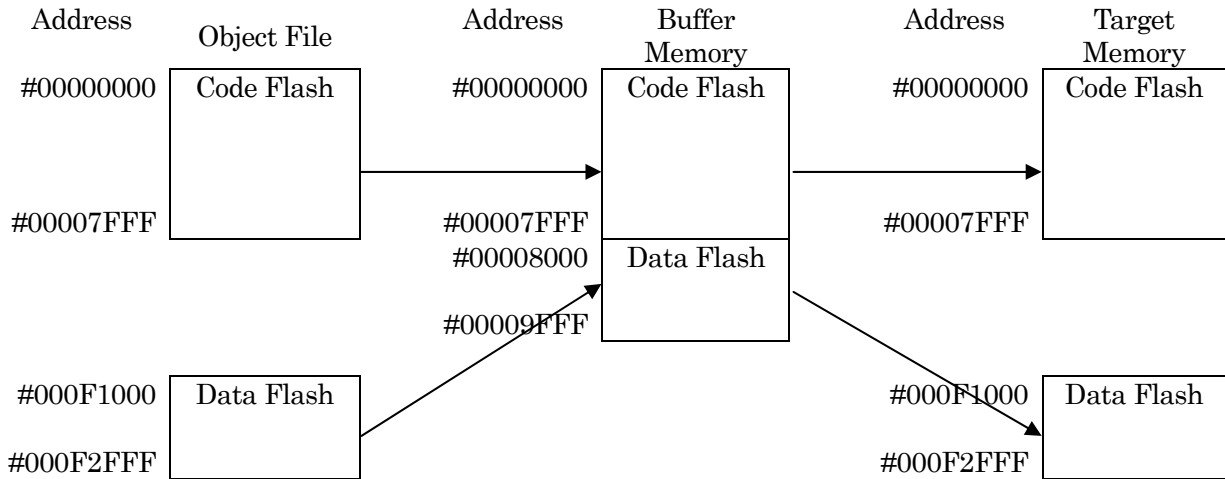 Address Object File Address Buffer Memory Address Target Memory
#00000000 Code Flash #00000000 Code Flash #00000000 Code Flash
#00007FFF #00007FFF #00007FFF
#00008000 Data Flash
#00009FFF
#000F1000 Data Flash #000F1000 Data Flash
#000F2FFF #000F2FFF